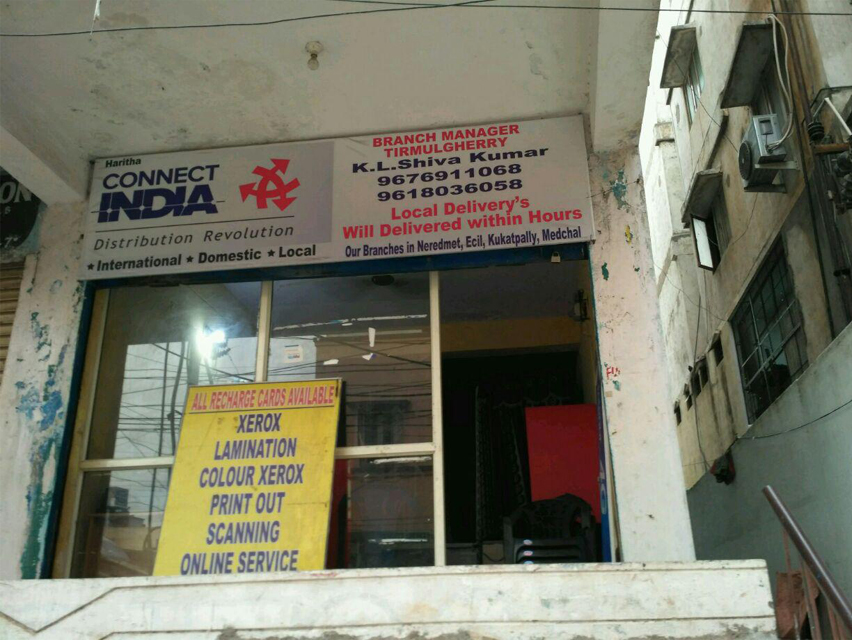 Haritha
CONNECT
INDIA
Distribution Revolution
★International ★ Domestic ★ Local
BRANCH MANAGER
TIRMULGHERRY
K.L.Shiva Kumar
9676911068
9618036058
Local Delivery's
Will Delivered within Hours
Our Branches in Neredmet, Ecil, Kukatpally, Medchal
ALL RECHARGE CARDS AVAILABLE
XEROX
LAMINATION
COLOUR XEROX
PRINT OUT
SCANNING
ONLINE SERVICE